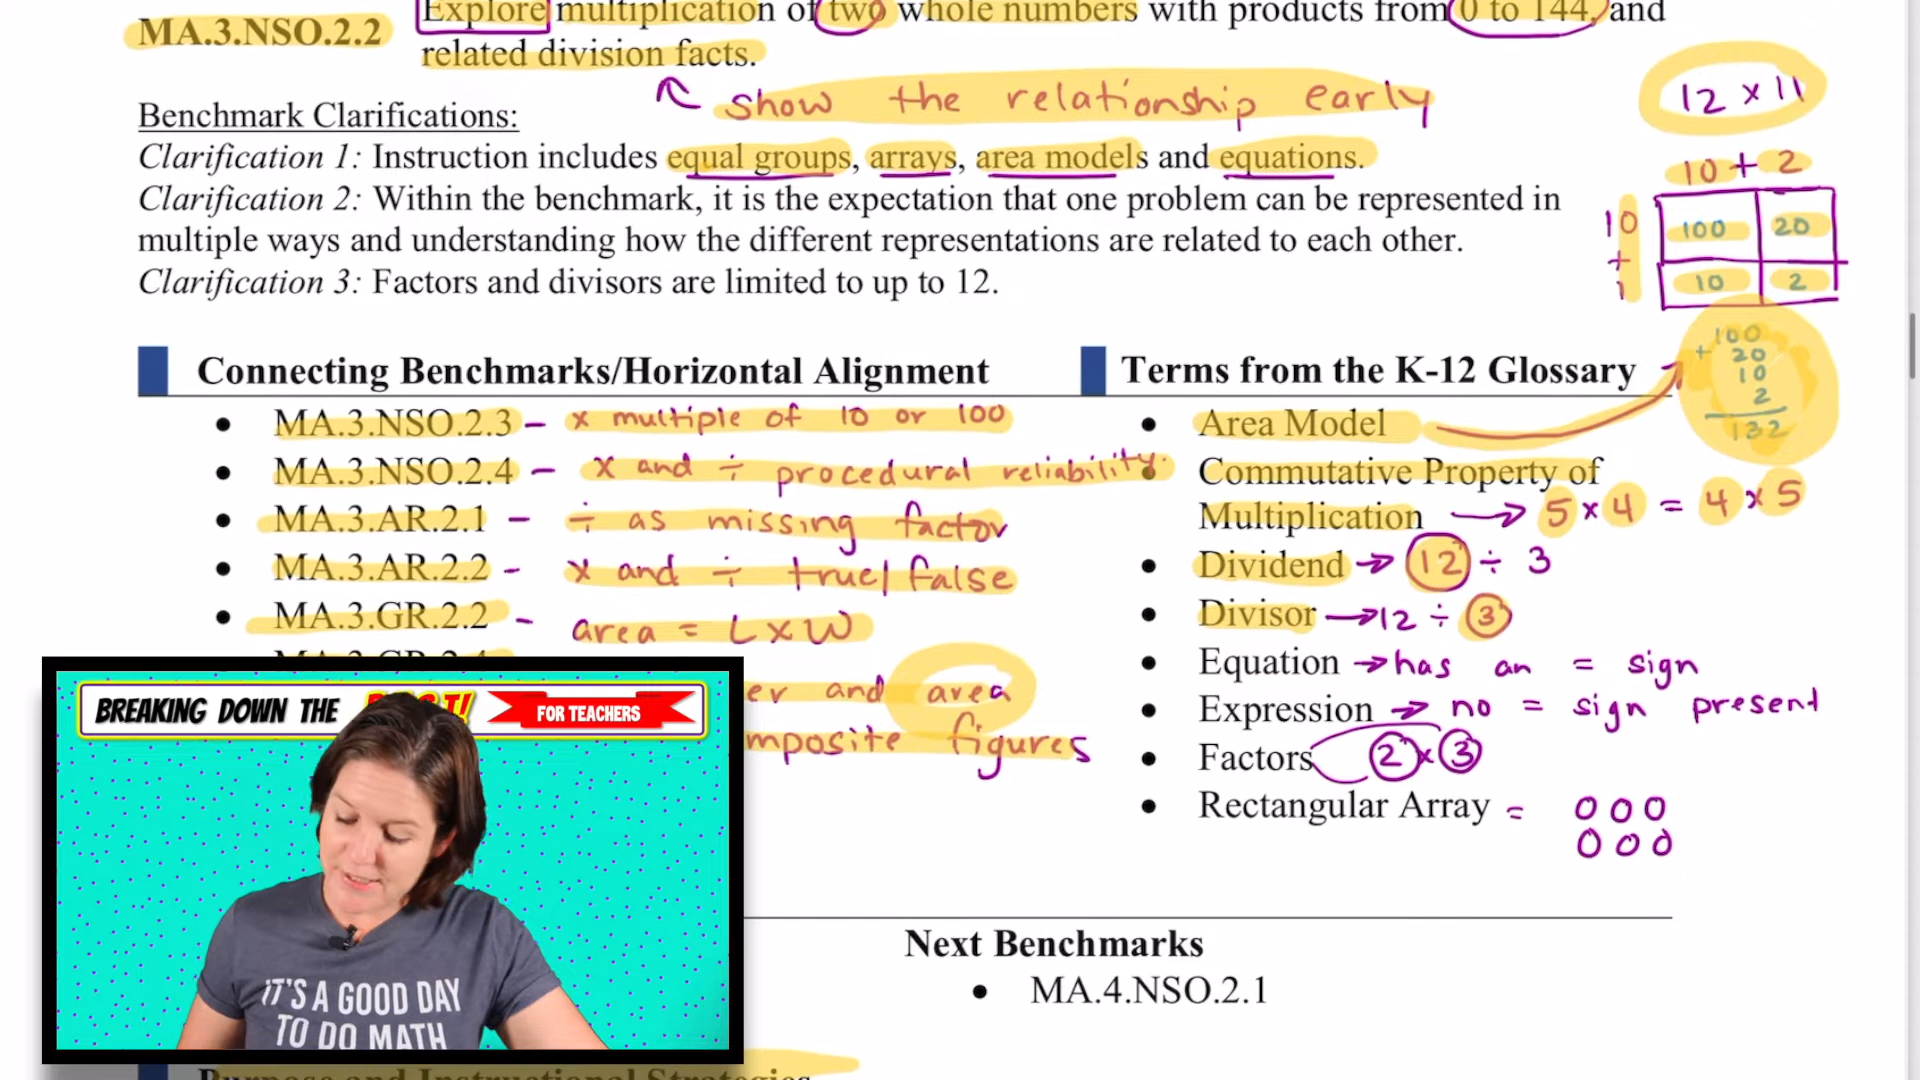 MA.3.NSO.2.2
Explore multiplication of two whole numbers with products from 0 to 144, and
related division facts.
show the relationship early
12 x 11
Benchmark Clarifications:
Clarification 1: Instruction includes equal groups, arrays, area models and equations.
Clarification 2: Within the benchmark, it is the expectation that one problem can be represented in
multiple ways and understanding how the different representations are related to each other.
Clarification 3: Factors and divisors are limited to up to 12.
10 + 2
10 100 20
+
1 10 2
100
+ 20
10
2
132
Connecting Benchmarks/Horizontal Alignment
MA.3.NSO.2.3 - x multiple of 10 or 100
MA.3.NSO.2.4 - x and ÷ procedural reliability.
MA.3.AR.2.1 - ÷ as missing factor
MA.3.AR.2.2 - x and ÷ true/false
MA.3.GR.2.2 - area = L x W
er and area
mposite figures
Terms from the K-12 Glossary
Area Model
Commutative Property of
Multiplication → 5 x 4 = 4 x 5
Dividend → 12 ÷ 3
Divisor → 12 ÷ 3
Equation → has an = sign
Expression → no = sign present
Factors 2 x 3
Rectangular Array = 000
000
Next Benchmarks
MA.4.NSO.2.1
BREAKING DOWN THE
FOR TEACHERS
IT'S A GOOD DAY
TO DO MATH
Purpose and Instructional Strategies